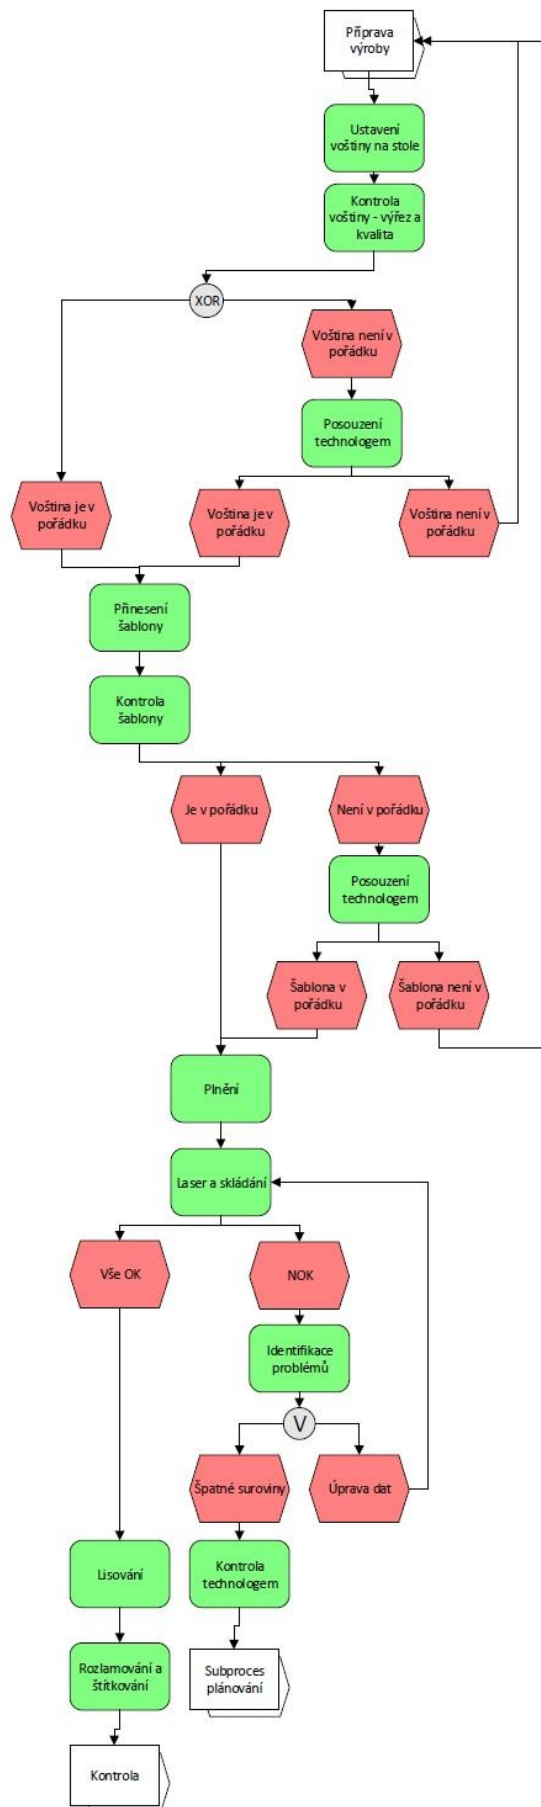 Příprava
výroby
Ustavení
voštiny na stole
Kontrola
voštiny - výřez a
kvalita
XOR
Voština není v
pořádku
Posouzení
technologem
Voština je v
pořádku
Voština je v
pořádku
Voština není v
pořádku
Přinesení
šablony
Kontrola
šablony
Je v pořádku
Není v pořádku
Posouzení
technologem
Šablona v
pořádku
Šablona není v
pořádku
Plnění
Laser a skládání
Vše OK
NOK
Identifikace
problémů
V
Špatné suroviny
Úprava dat
Lisování
Kontrola
technologem
Rozlamování a
štítkování
Subproces
plánování
Kontrola